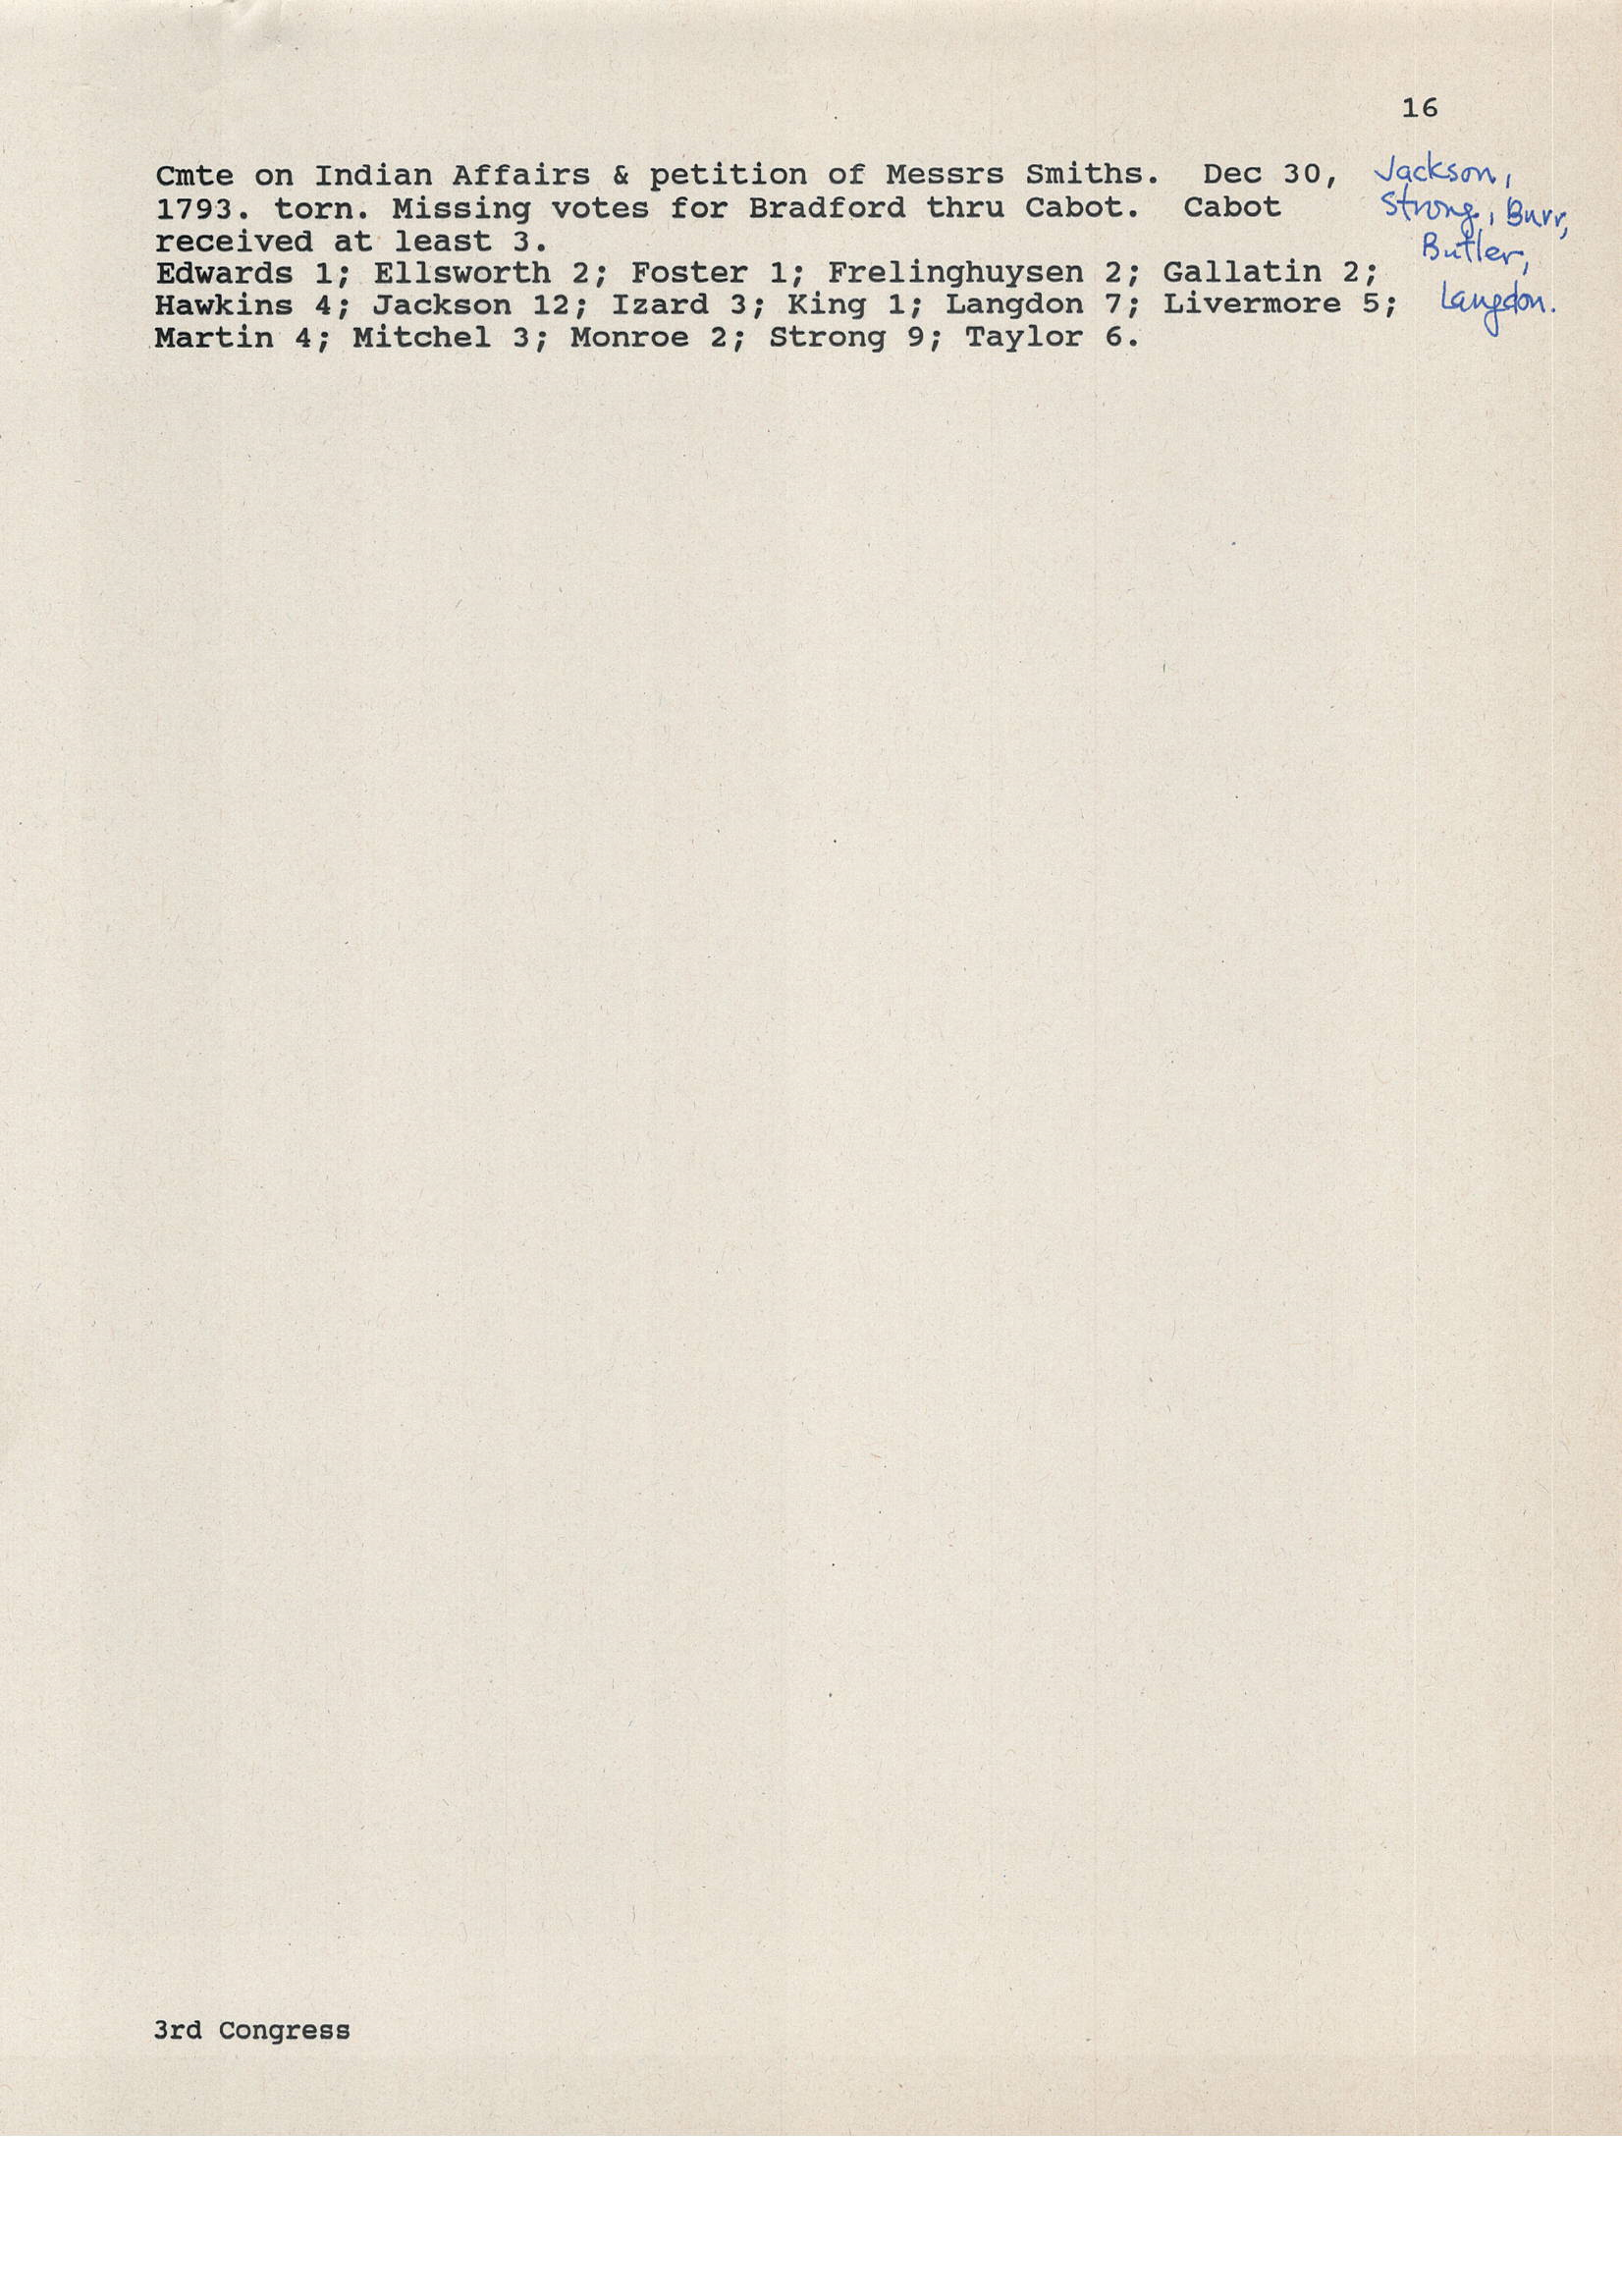 16
Cmte on Indian Affairs & petition of Messrs Smiths. Dec 30,
1793. torn. Missing votes for Bradford thru Cabot. Cabot
received at least 3.
Edwards 1; Ellsworth 2; Foster 1; Frelinghuysen 2; Gallatin 2;
Hawkins 4; Jackson 12; Izard 3; King 1; Langdon 7; Livermore 5;
Martin 4; Mitchel 3; Monroe 2; Strong 9; Taylor 6.
Jackson,
Strong, Burr,
Butler,
Langdon.
3rd Congress